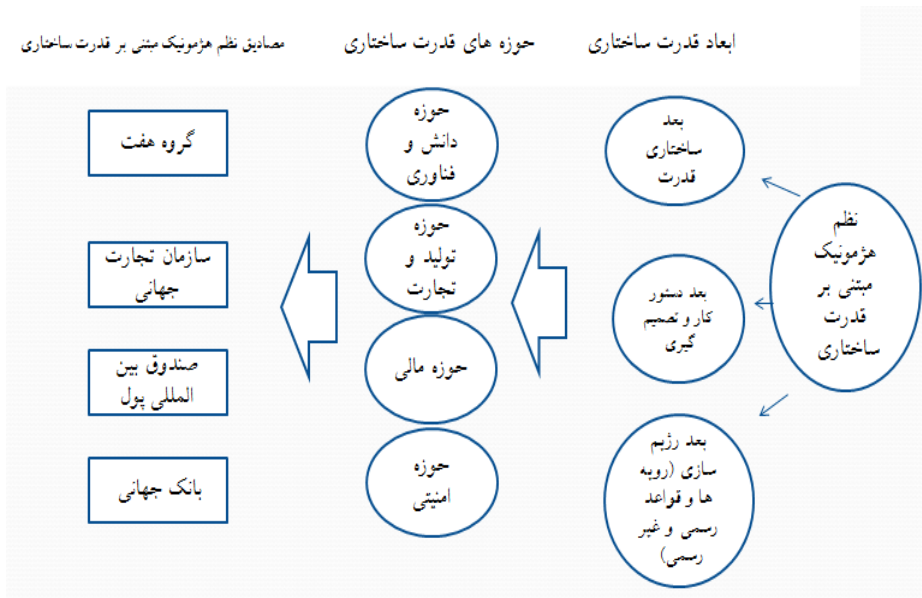 ابعاد قدرت ساختاری
حوزه های قدرت ساختاری
مصادیق نظم هژمونیک مبتنی بر قدرت ساختاری
نظم
هژمونیک
مبتنی بر
قدرت
ساختاری
بعد
ساختاری
قدرت
بعد دستور
کار و تصمیم
گیری
بعد رژیم
سازی (رویه
ها و قواعد
رسمی و غیر
رسمی)
حوزه
دانش و
فناوری
حوزه
تولید و
تجارت
حوزه مالی
حوزه
امنیتی
گروه هفت
سازمان تجارت
جهانی
صندوق بین
المللی پول
بانک جهانی